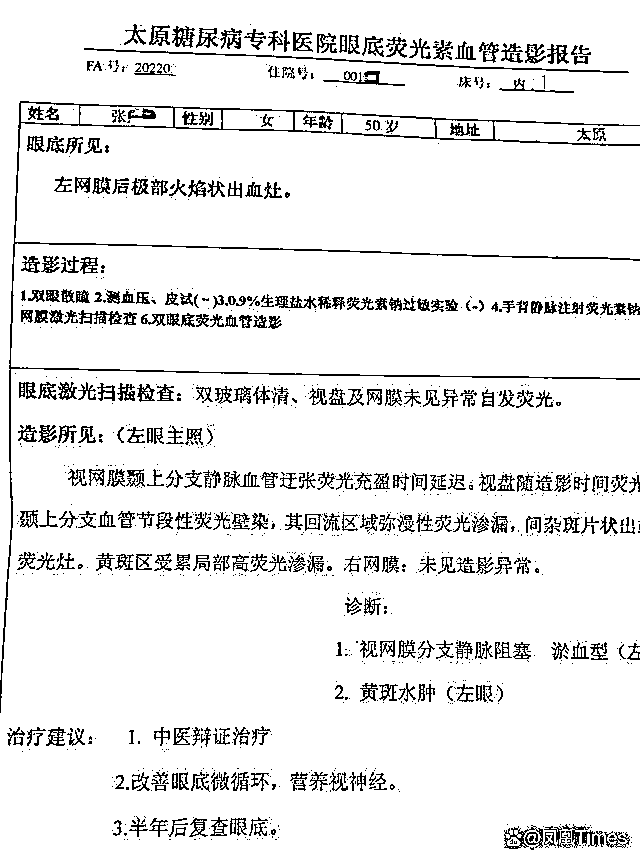 太原糖尿病专科医院眼底荧光素血管造影报告
FA号: 20220 住院号: 001 床号: 内 1
姓名 张 性别 女 年龄 50岁 地址 太原
眼底所见:
左网膜后极部火焰状出血灶。
造影过程:
1.双眼散瞳 2.测血压、皮试(-)3.0.9%生理盐水稀释荧光素钠过敏实验(-)4.手背静脉注射荧光素钠
网膜激光扫描检查 6.双眼底荧光血管造影
眼底激光扫描检查: 双玻璃体清、视盘及网膜未见异常自发荧光。
造影所见:(左眼主照)
视网膜颞上分支静脉血管迂张荧光充盈时间延迟。视盘随造影时间荧光
颞上分支血管节段性荧光壁染,其回流区域弥漫性荧光渗漏,间杂斑片状出
荧光灶。黄斑区受累局部高荧光渗漏。右网膜:未见造影异常。
诊断:
1. 视网膜分支静脉阻塞 淤血型(左
2. 黄斑水肿(左眼)
治疗建议: 1. 中医辩证治疗
2.改善眼底微循环,营养视神经。
3.半年后复查眼底。
@凤凰Times